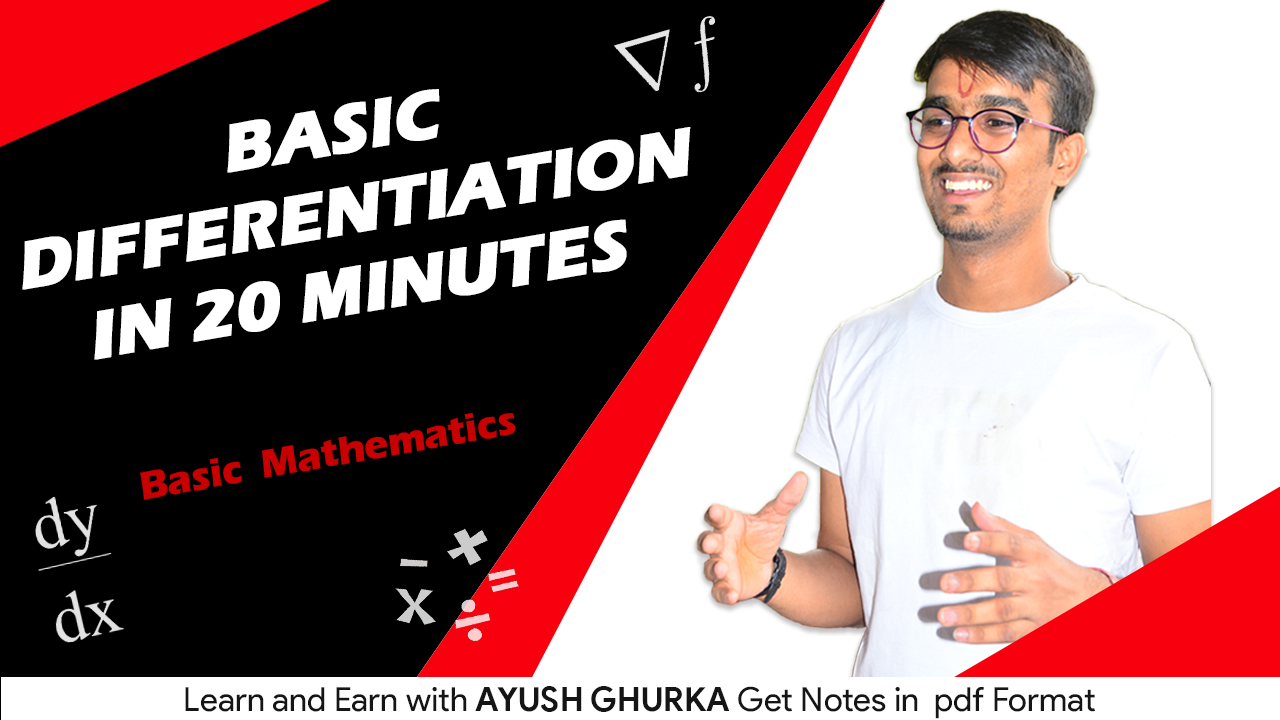 ∇ f
BASIC
DIFFERENTIATION
IN 20 MINUTES
Basic Mathematics
dy
dx
− +
x =
÷
Learn and Earn with AYUSH GHURKA Get Notes in pdf Format